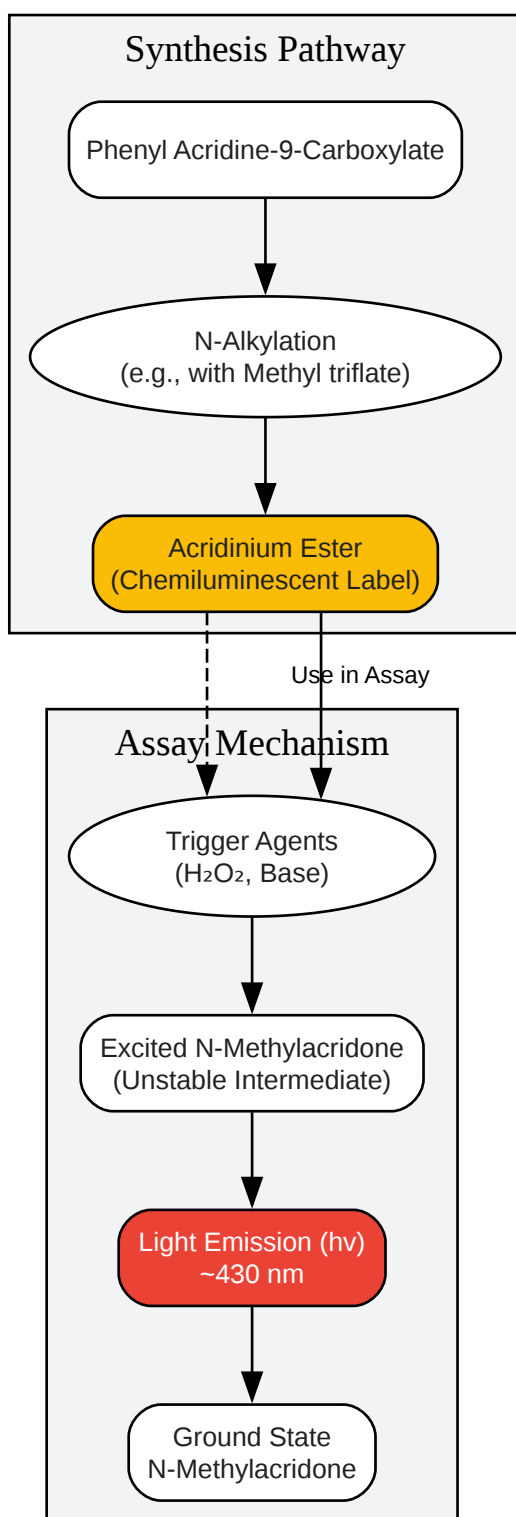 Synthesis Pathway
Phenyl Acridine-9-Carboxylate
N-Alkylation
(e.g., with Methyl triflate)
Acridinium Ester
(Chemiluminescent Label)
Use in Assay
Assay Mechanism
Trigger Agents
(H₂O₂, Base)
Excited N-Methylacridone
(Unstable Intermediate)
Light Emission (hv)
~430 nm
Ground State
N-Methylacridone